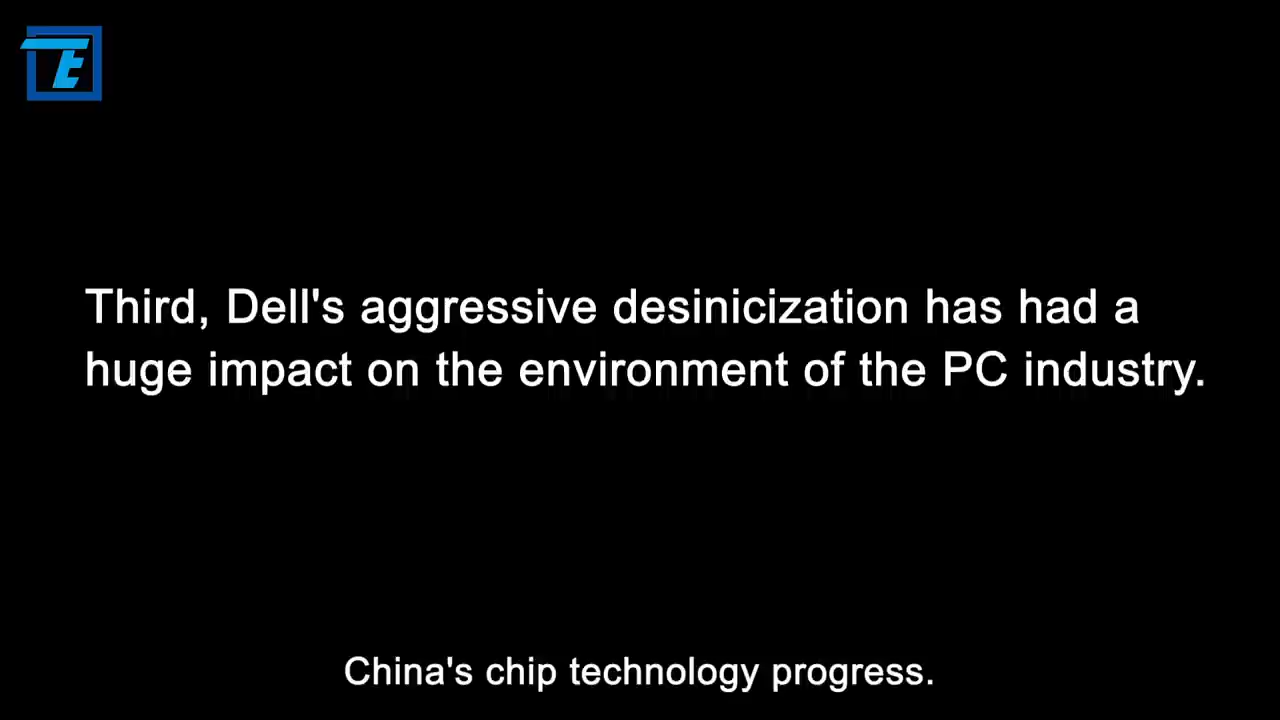 TE
Third, Dell's aggressive desinicization has had a
huge impact on the environment of the PC industry.
China's chip technology progress.